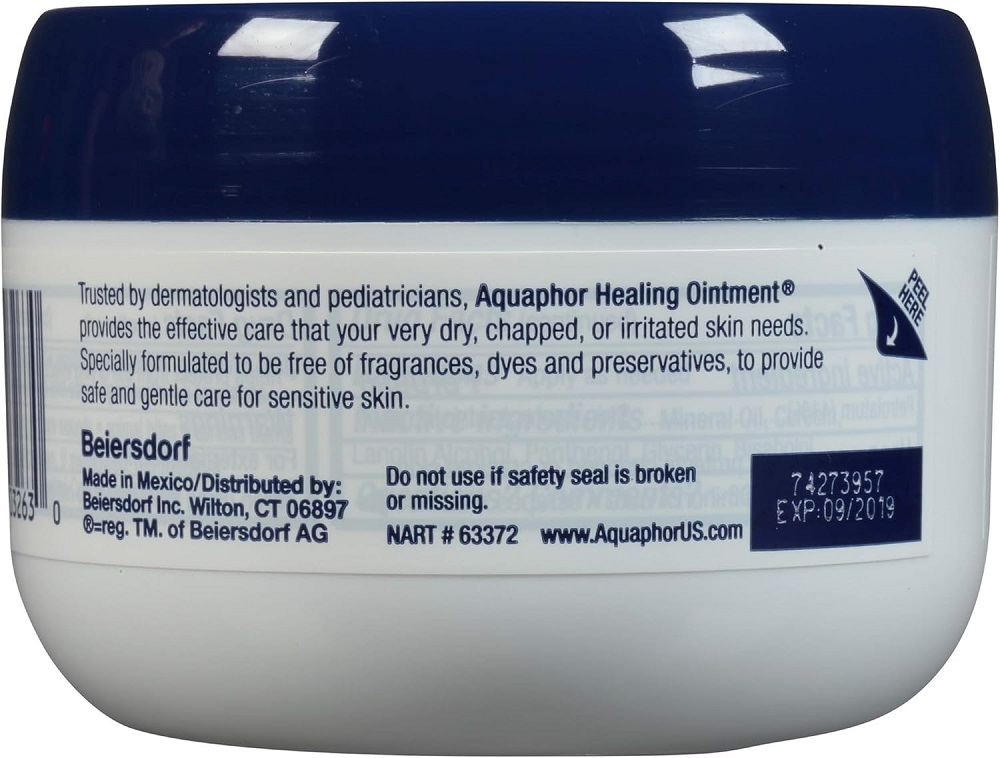 Trusted by dermatologists and pediatricians, Aquaphor Healing Ointment®
provides the effective care that your very dry, chapped, or irritated skin needs.
Specially formulated to be free of fragrances, dyes and preservatives, to provide
safe and gentle care for sensitive skin.
PEEL
HERE
Beiersdorf
Made in Mexico/Distributed by:
Beiersdorf Inc. Wilton, CT 06897
®=reg. TM. of Beiersdorf AG
Do not use if safety seal is broken
or missing.
NART # 63372 www.AquaphorUS.com
74273957
EXP:09/2019
3263 0